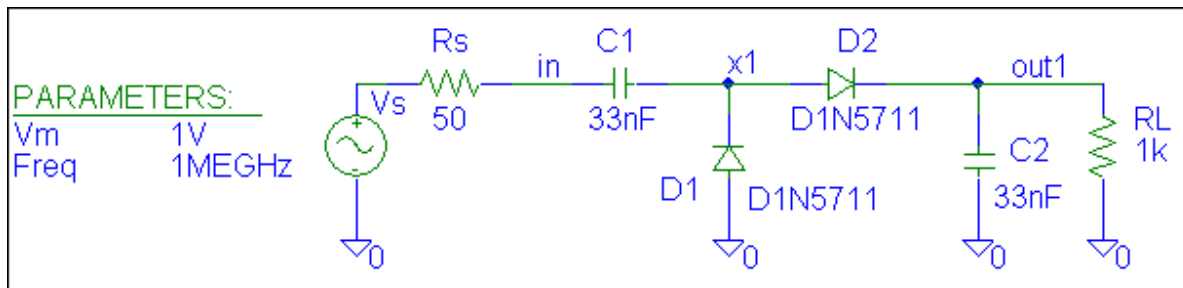 PARAMETERS:
Vm 1V
Freq 1MEGHz
Vs
Rs
50
in
C1
33nF
x1
D1
D1N5711
D2
D1N5711
out1
C2
33nF
RL
1k
0
0
0
0